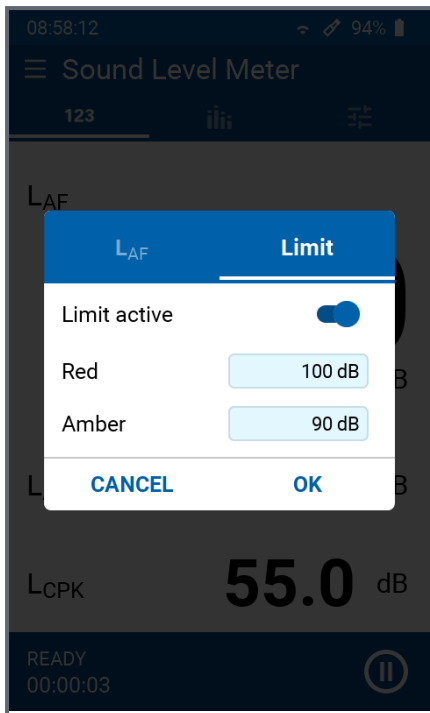 08:58:12 94%
Sound Level Meter
123
LAF
LAF Limit
Limit active
Red 100 dB
Amber 90 dB
CANCEL OK
LCPK 55.0 dB
READY
00:00:03